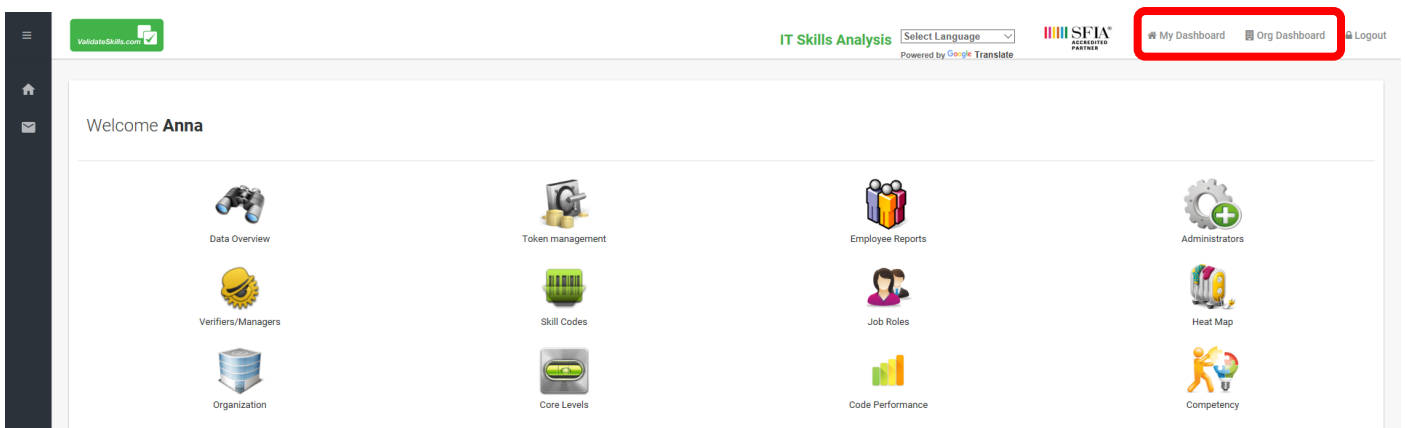 ValidateSkills.com
IT Skills Analysis
Select Language
Powered by Google Translate
SFIA®
ACCREDITED
PARTNER
My Dashboard
Org Dashboard
Logout
Welcome Anna
Data Overview
Token management
Employee Reports
Administrators
Verifiers/Managers
Skill Codes
Job Roles
Heat Map
Organization
Core Levels
Code Performance
Competency